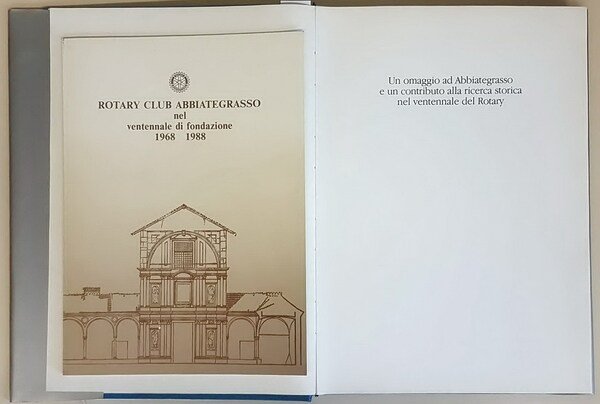 ROTARY CLUB ABBIATEGRASSO
nel
ventennale di fondazione
1968 1988
Un omaggio ad Abbiategrasso
e un contributo alla ricerca storica
nel ventennale del Rotary